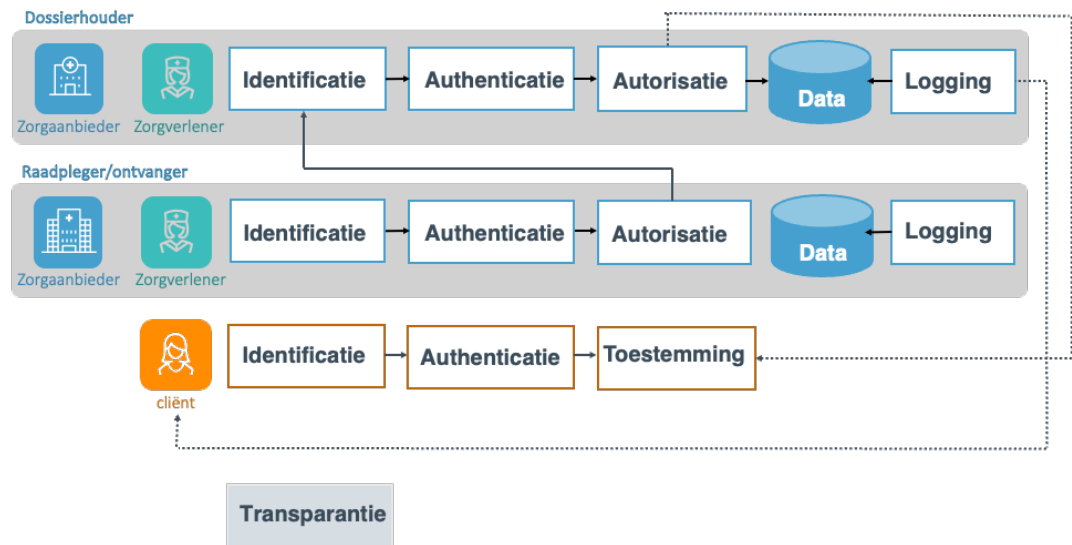 Dossierhouder
Identificatie
Authenticatie
Autorisatie
Data
Logging
Zorgaanbieder
Zorgverlener
Raadpleger/ontvanger
Identificatie
Authenticatie
Autorisatie
Data
Logging
Zorgaanbieder
Zorgverlener
Identificatie
Authenticatie
Toestemming
cliënt
Transparantie